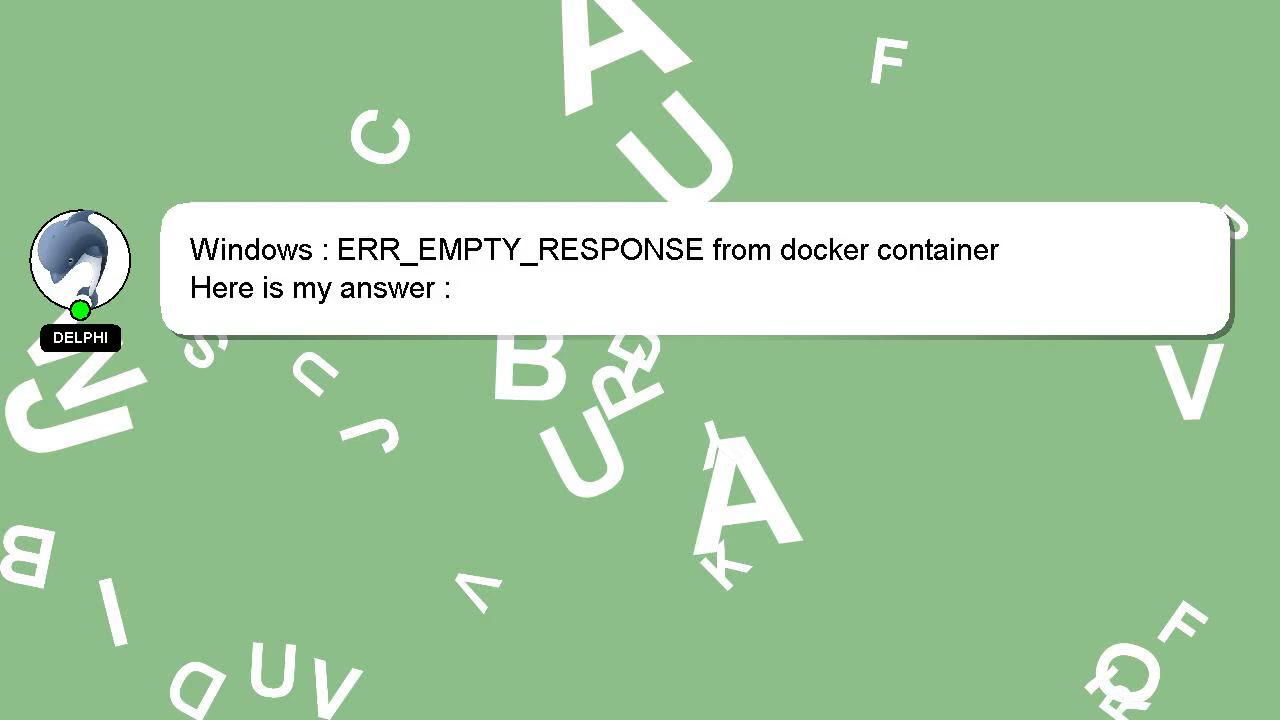 A
F
C
U
J
Windows : ERR_EMPTY_RESPONSE from docker container
Here is my answer :
DELPHI
S
U
B
G
R
V
M
J
J
U
Y
A
K
B
I
V
F
D
U
V
Q
K
R